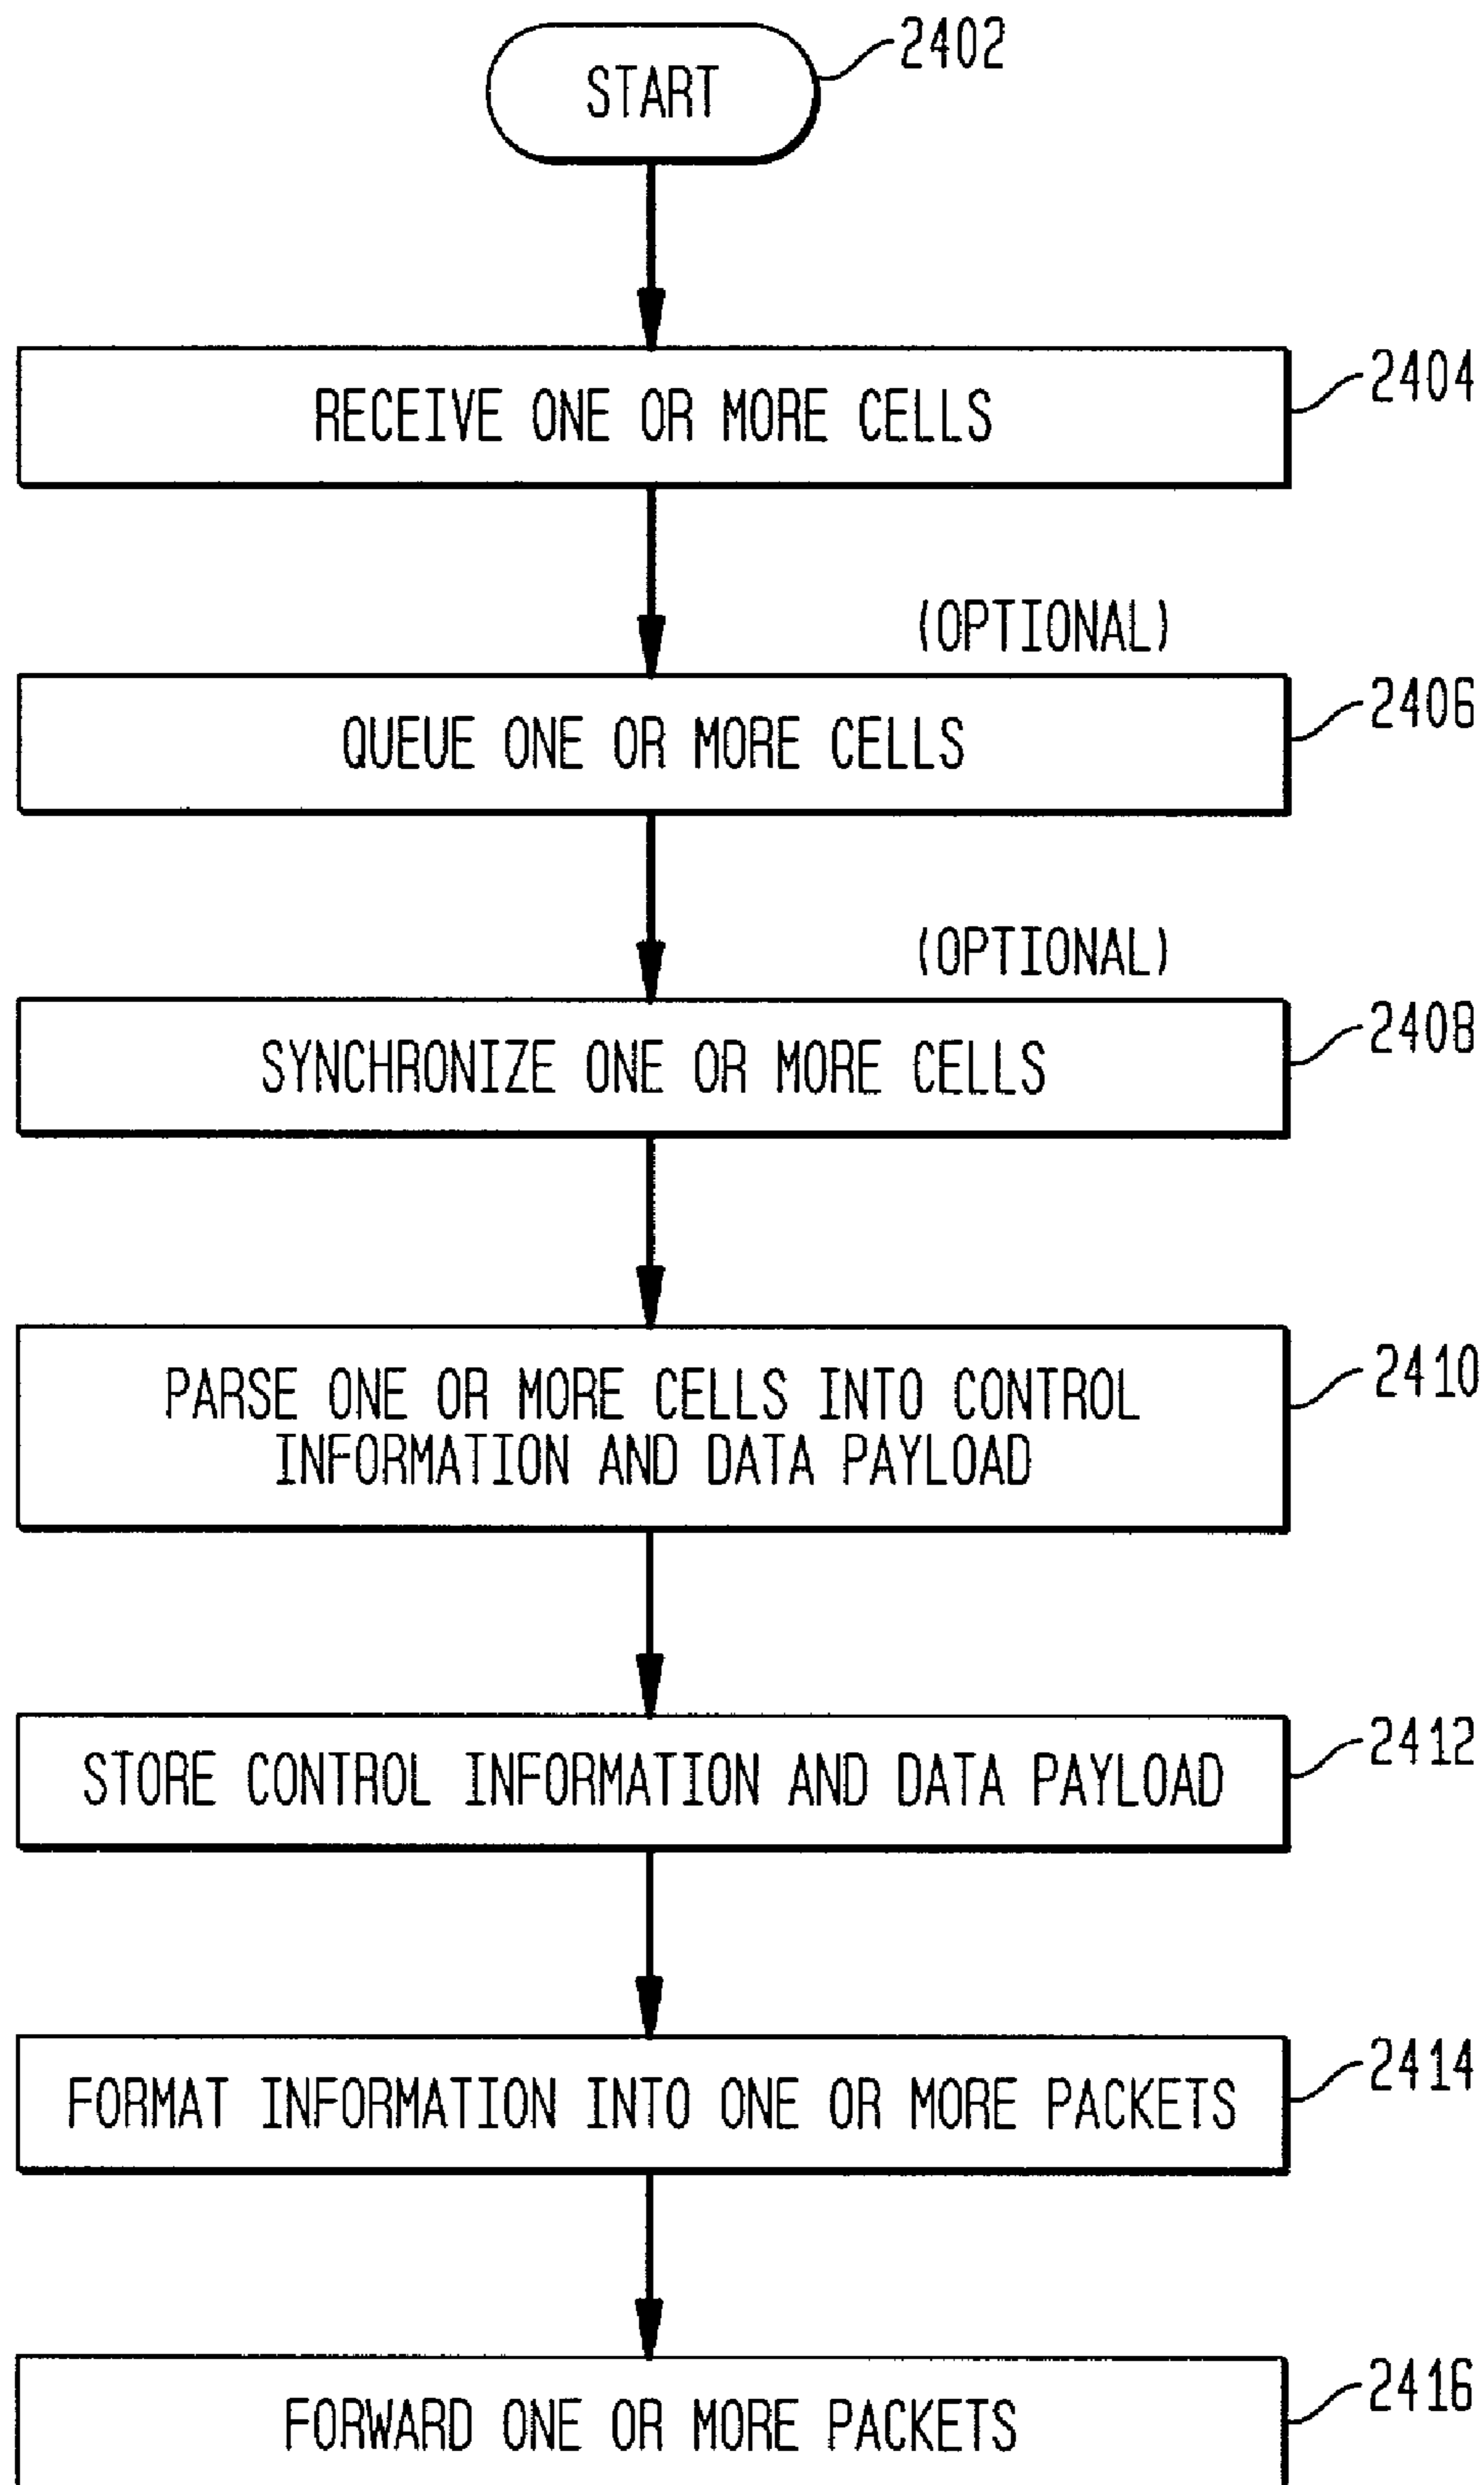 START
2402
RECEIVE ONE OR MORE CELLS
2404
(OPTIONAL)
QUEUE ONE OR MORE CELLS
2406
(OPTIONAL)
SYNCHRONIZE ONE OR MORE CELLS
2408
PARSE ONE OR MORE CELLS INTO CONTROL
INFORMATION AND DATA PAYLOAD
2410
STORE CONTROL INFORMATION AND DATA PAYLOAD
2412
FORMAT INFORMATION INTO ONE OR MORE PACKETS
2414
FORWARD ONE OR MORE PACKETS
2416